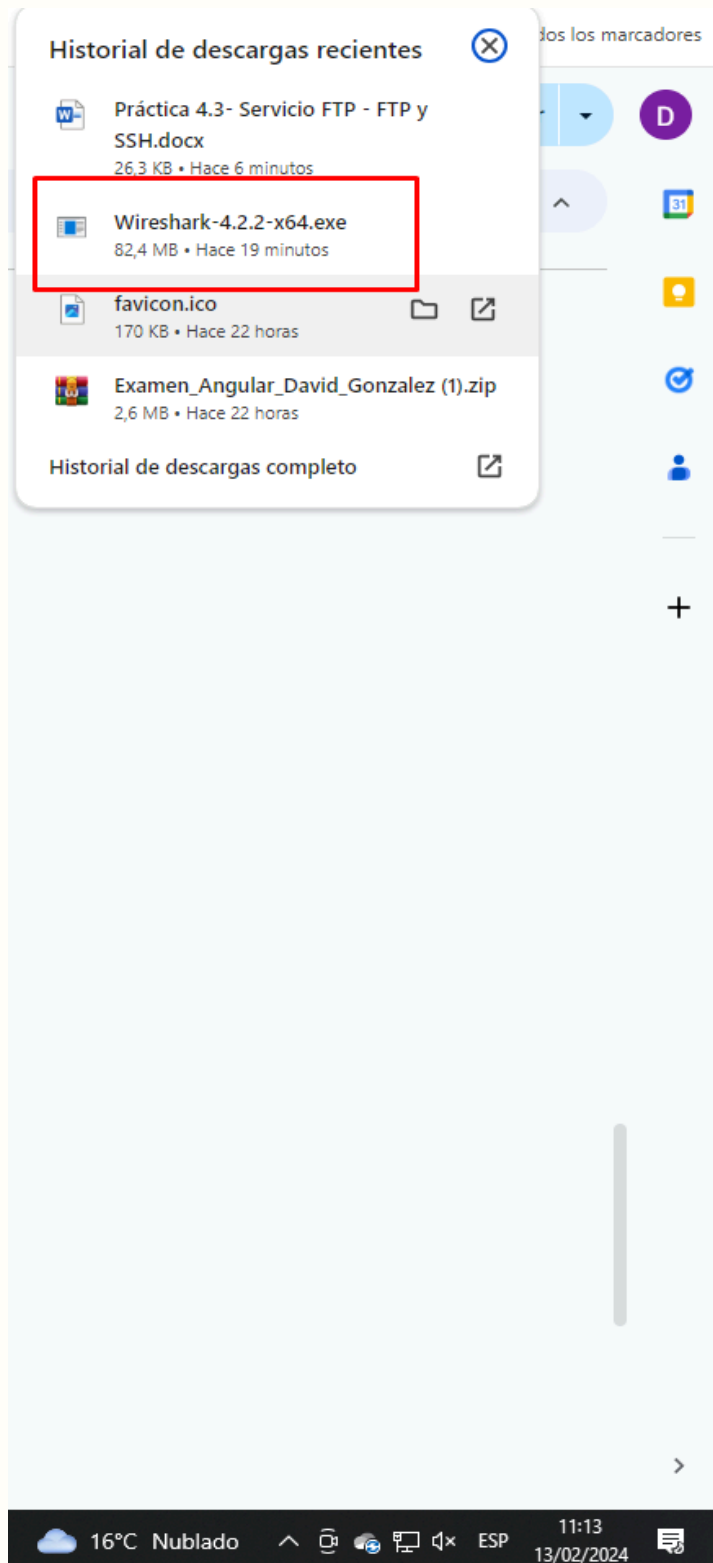 Historial de descargas recientes
dos los marcadores
Práctica 4.3- Servicio FTP - FTP y
SSH.docx
26,3 KB • Hace 6 minutos
D
Wireshark-4.2.2-x64.exe
82,4 MB • Hace 19 minutos
31
favicon.ico
170 KB • Hace 22 horas
Examen_Angular_David_Gonzalez (1).zip
2,6 MB • Hace 22 horas
Historial de descargas completo
16°C Nublado
ESP
11:13
13/02/2024